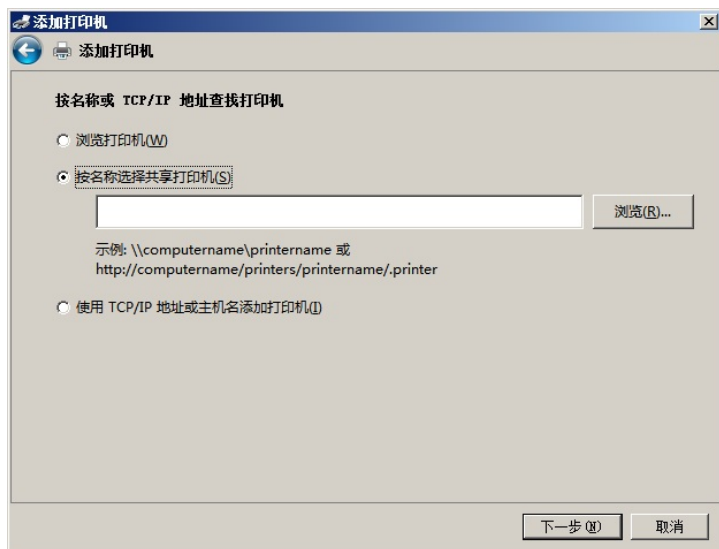 添加打印机
添加打印机
按名称或 TCP/IP 地址查找打印机
浏览打印机(W)
按名称选择共享打印机(S)
浏览(R)...
示例: \\computername\printername 或
http://computername/printers/printername/.printer
使用 TCP/IP 地址或主机名添加打印机(I)
下一步(N) 取消